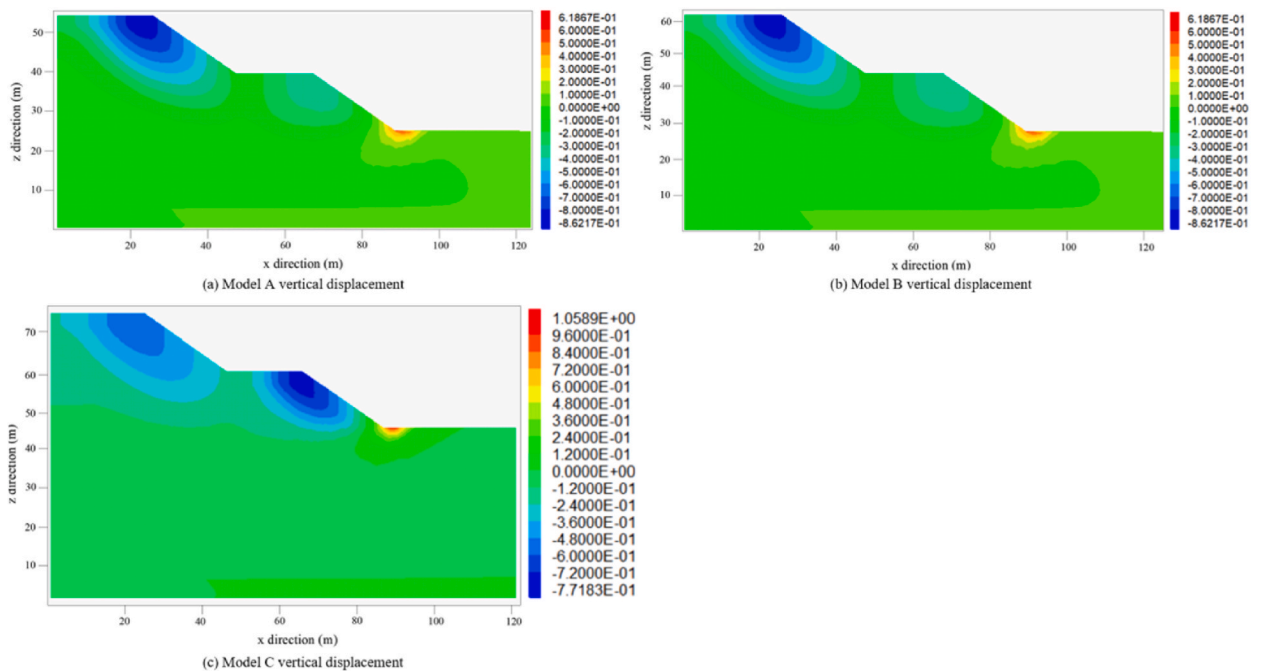 50
40
30
20
10
z direction (m)
20
40
60
80
100
120
x direction (m)
6.1867E-01
6.0000E-01
5.0000E-01
4.0000E-01
3.0000E-01
2.0000E-01
1.0000E-01
0.0000E+00
-1.0000E-01
-2.0000E-01
-3.0000E-01
-4.0000E-01
-5.0000E-01
-6.0000E-01
-7.0000E-01
-8.0000E-01
-8.6217E-01
(a) Model A vertical displacement
60
50
40
30
20
10
z direction (m)
20
40
60
80
100
120
x direction (m)
6.1867E-01
6.0000E-01
5.0000E-01
4.0000E-01
3.0000E-01
2.0000E-01
1.0000E-01
0.0000E+00
-1.0000E-01
-2.0000E-01
-3.0000E-01
-4.0000E-01
-5.0000E-01
-6.0000E-01
-7.0000E-01
-8.0000E-01
-8.6217E-01
(b) Model B vertical displacement
70
60
50
40
30
20
10
z direction (m)
20
40
60
80
100
120
x direction (m)
1.0589E+00
9.6000E-01
8.4000E-01
7.2000E-01
6.0000E-01
4.8000E-01
3.6000E-01
2.4000E-01
1.2000E-01
0.0000E+00
-1.2000E-01
-2.4000E-01
-3.6000E-01
-4.8000E-01
-6.0000E-01
-7.2000E-01
-7.7183E-01
(c) Model C vertical displacement